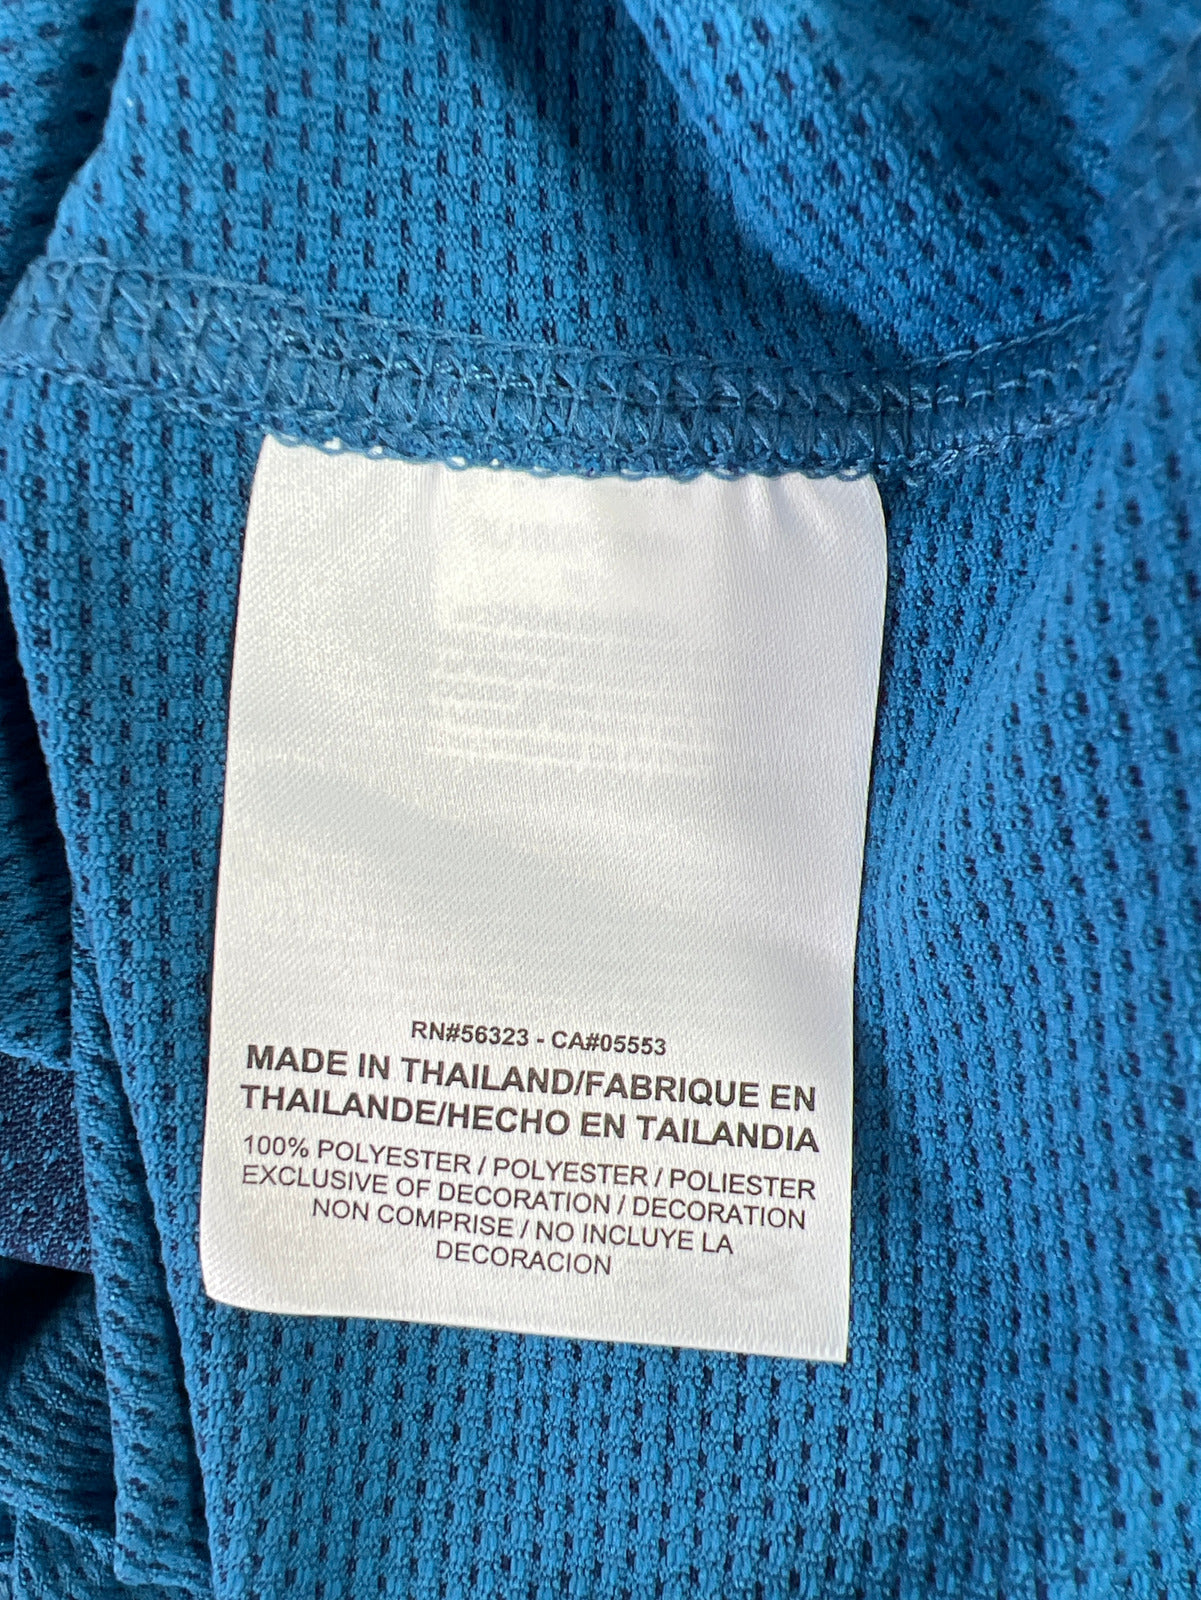 RN#56323 - CA#05553
MADE IN THAILAND/FABRIQUE EN
THAILANDE/HECHO EN TAILANDIA
100% POLYESTER / POLYESTER / POLIESTER
EXCLUSIVE OF DECORATION / DECORATION
NON COMPRISE / NO INCLUYE LA
DECORACION